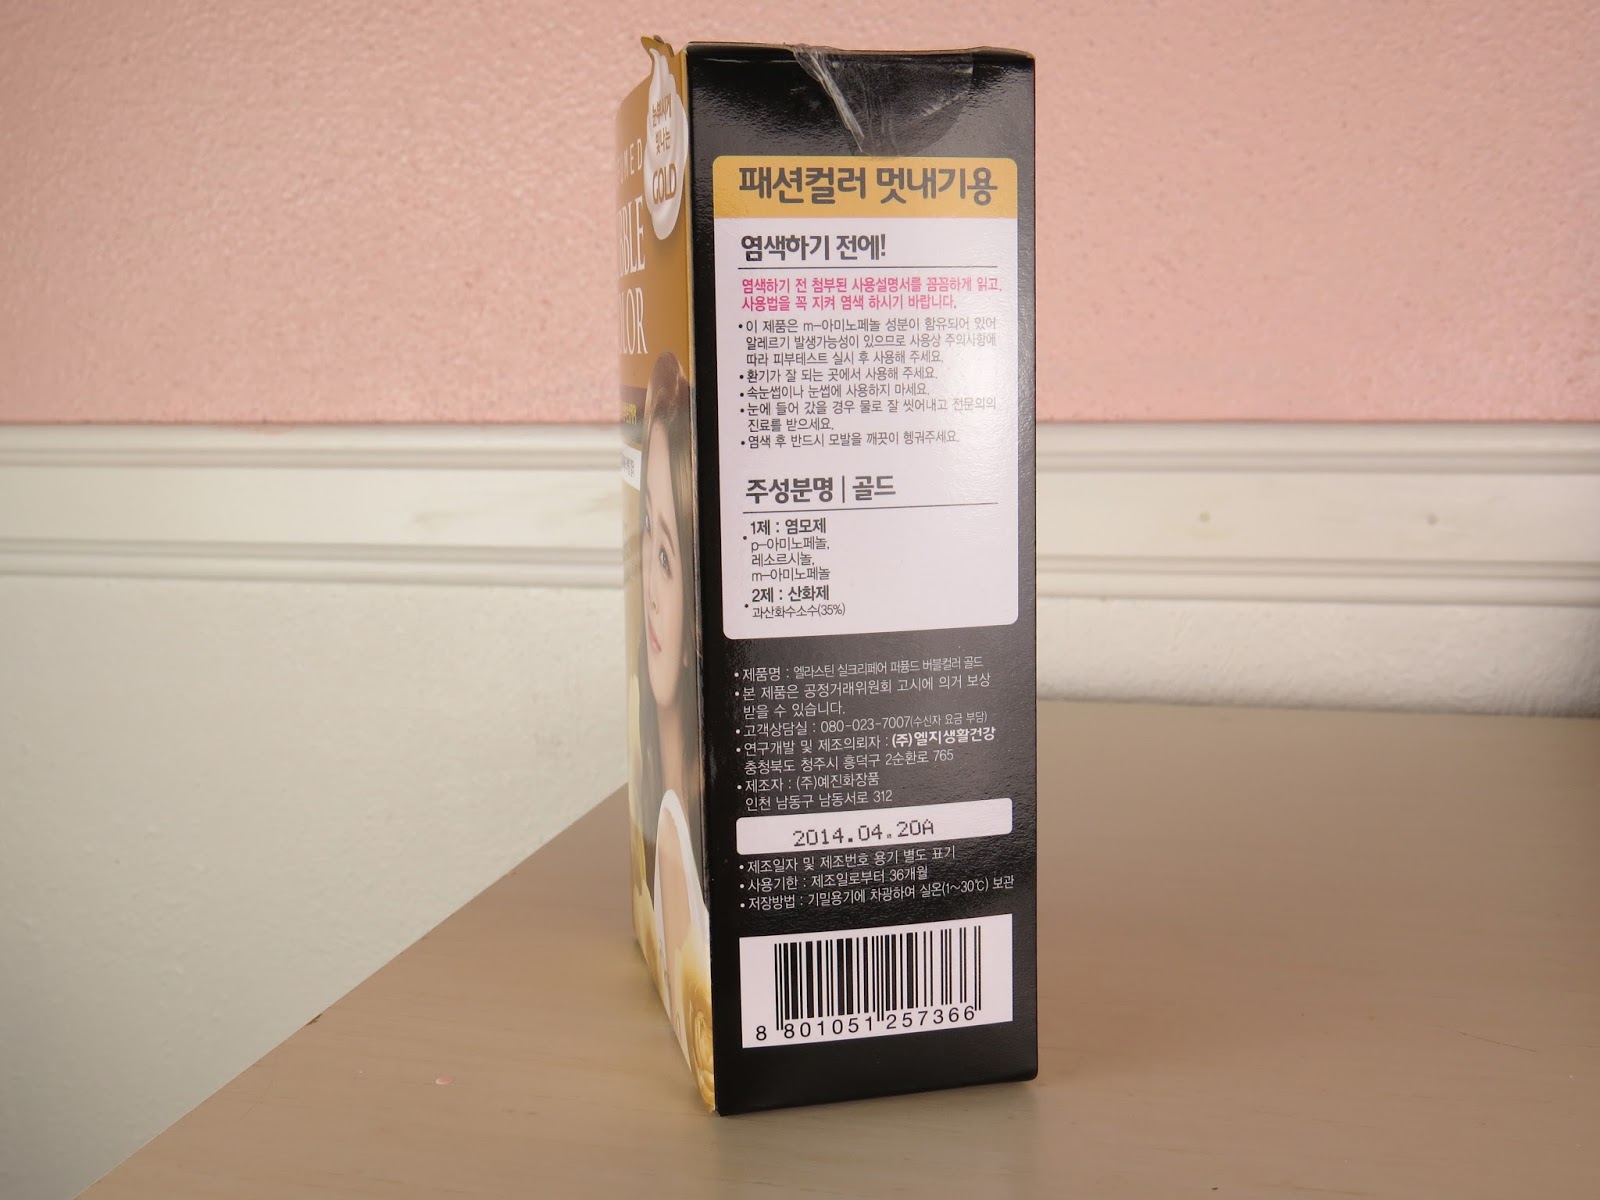 눈부시게
빛나는
GOLD
패션컬러 멋내기용
염색하기 전에!
염색하기 전 첨부된 사용설명서를 꼼꼼하게 읽고,
사용법을 꼭 지켜 염색 하시기 바랍니다.
•이 제품은 m-아미노페놀 성분이 함유되어 있어
알레르기 발생가능성이 있으므로 사용상 주의사항에
따라 피부테스트 실시 후 사용해 주세요.
•환기가 잘 되는 곳에서 사용해 주세요.
•속눈썹이나 눈썹에 사용하지 마세요.
•눈에 들어 갔을 경우 물로 잘 씻어내고 전문의의
진료를 받으세요.
•염색 후 반드시 모발을 깨끗이 헹궈주세요.
주성분명 | 골드
•1제 : 염모제
p-아미노페놀,
레소르시놀,
m-아미노페놀
•2제 : 산화제
과산화수소수(35%)
•제품명 : 엘라스틴 실크리페어 퍼퓸드 버블컬러 골드
•본 제품은 공정거래위원회 고시에 의거 보상
받을 수 있습니다.
•고객상담실 : 080-023-7007(수신자 요금 부담)
•연구개발 및 제조의뢰자 : (주)엘지생활건강
충청북도 청주시 흥덕구 2순환로 765
•제조자 : (주)예진화장품
인천 남동구 남동서로 312
2014.04.20A
•제조일자 및 제조번호 용기 별도 표기
•사용기한 : 제조일로부터 36개월
•저장방법 : 기밀용기에 차광하여 실온(1~30℃) 보관
8 801051 257366